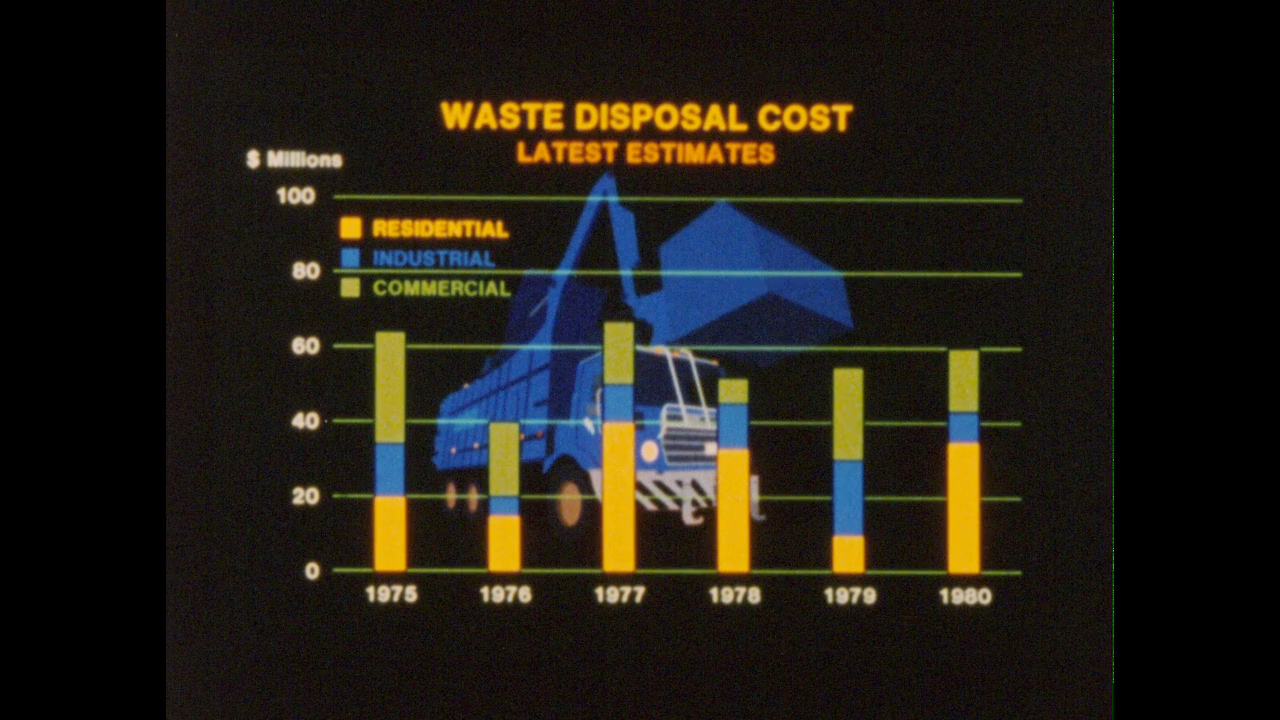 WASTE DISPOSAL COST
LATEST ESTIMATES
$ Millions
100
RESIDENTIAL
INDUSTRIAL
80
COMMERCIAL
60
40
20
0
1975 1976 1977 1978 1979 1980